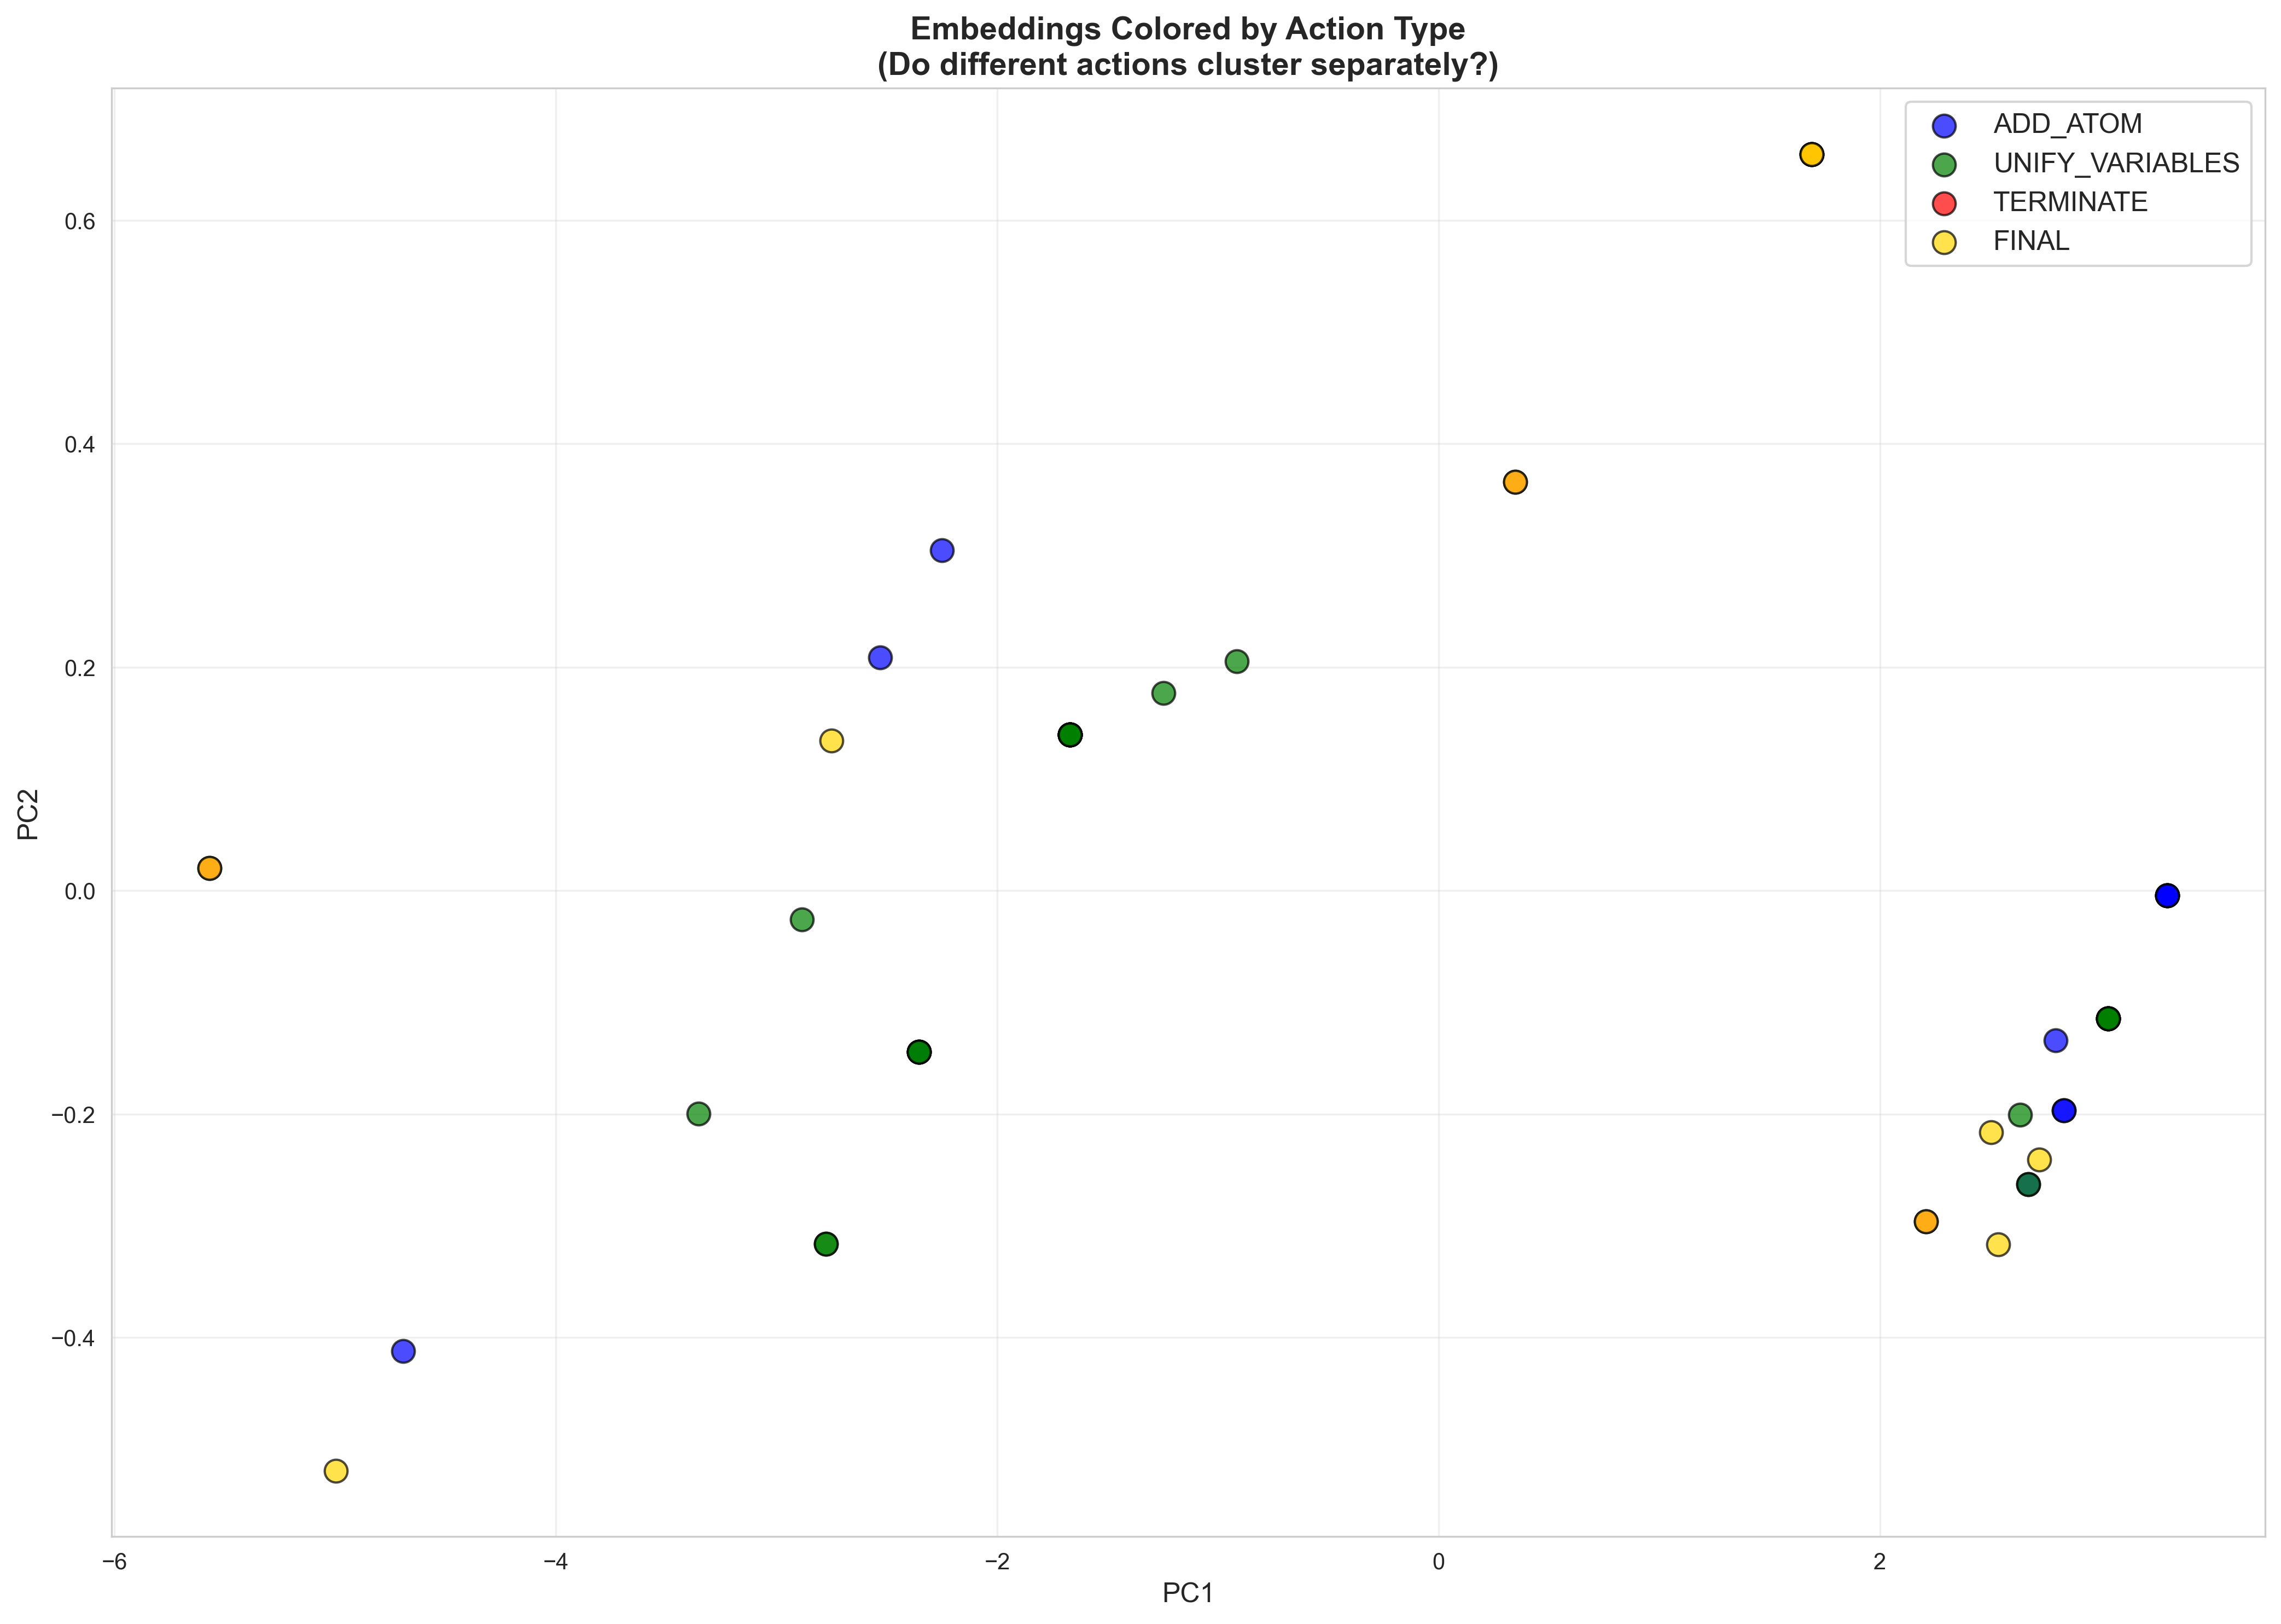 Embeddings Colored by Action Type
(Do different actions cluster separately?)
ADD_ATOM
UNIFY_VARIABLES
TERMINATE
FINAL
0.6
0.4
0.2
0.0
−0.2
−0.4
PC2
−6
−4
−2
0
2
PC1